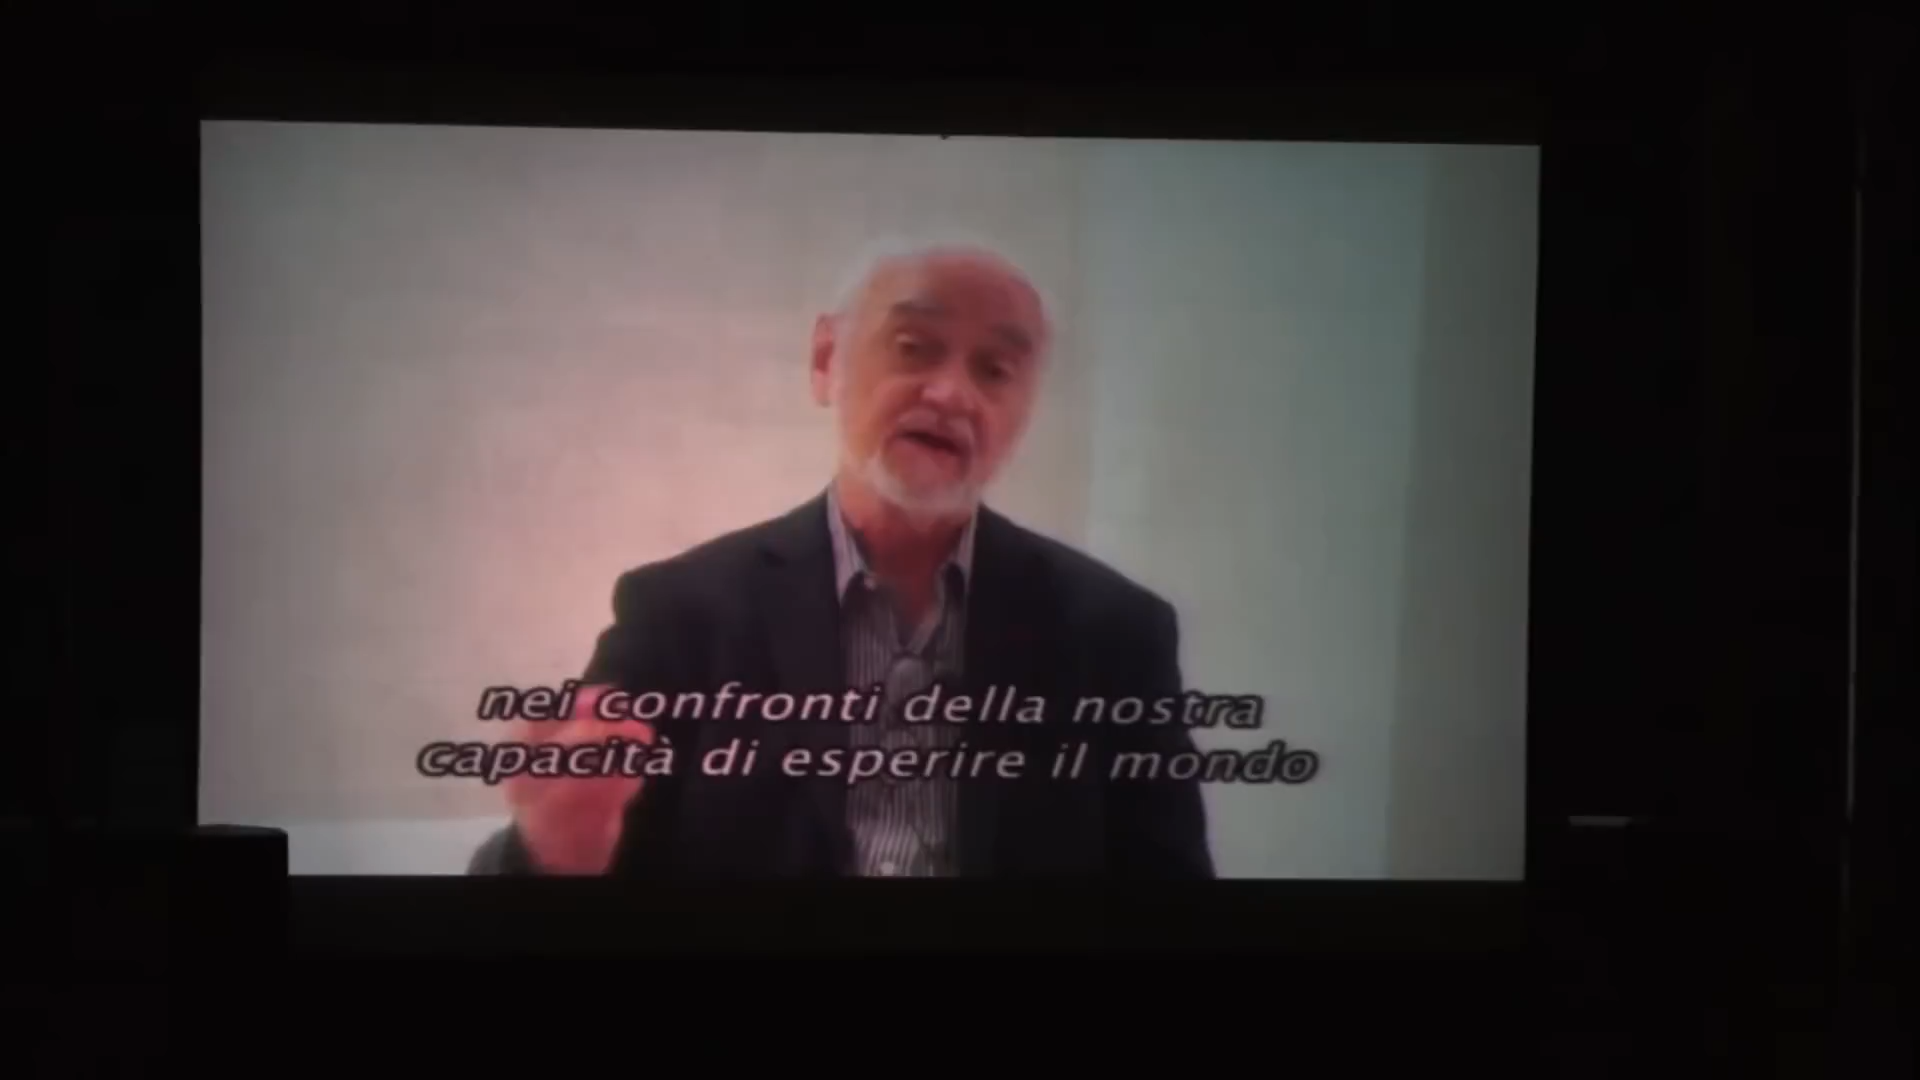 nei confronti della nostra
capacità di esperire il mondo